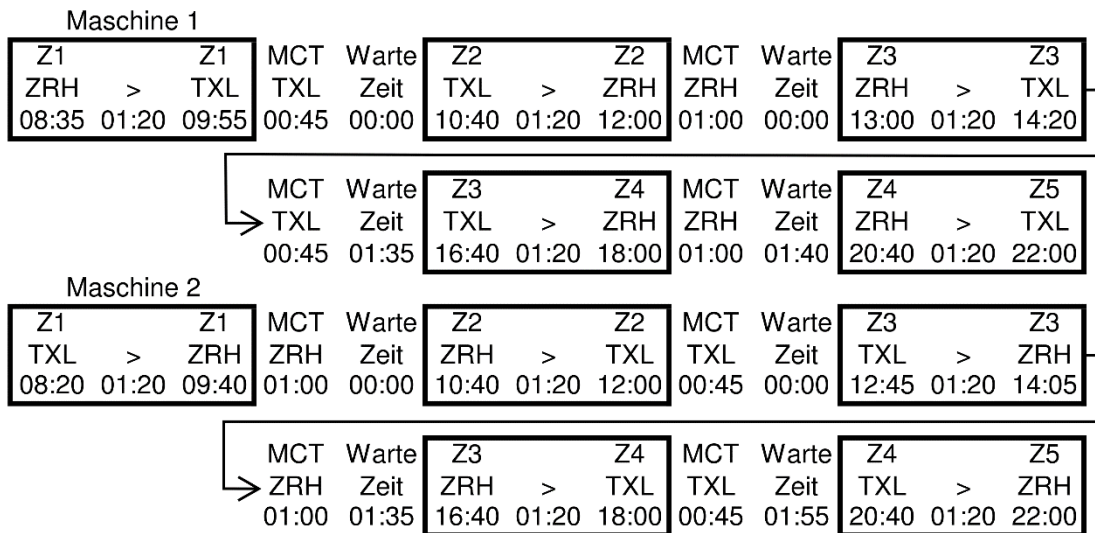 Maschine 1
Z1 Z1 MCT Warte Z2 Z2 MCT Warte Z3 Z3
ZRH > TXL TXL Zeit TXL > ZRH ZRH Zeit ZRH > TXL
08:35 01:20 09:55 00:45 00:00 10:40 01:20 12:00 01:00 00:00 13:00 01:20 14:20
MCT Warte Z3 Z4 MCT Warte Z4 Z5
TXL Zeit TXL > ZRH ZRH Zeit ZRH > TXL
00:45 01:35 16:40 01:20 18:00 01:00 01:40 20:40 01:20 22:00
Maschine 2
Z1 Z1 MCT Warte Z2 Z2 MCT Warte Z3 Z3
TXL > ZRH ZRH Zeit ZRH > TXL TXL Zeit TXL > ZRH
08:20 01:20 09:40 01:00 00:00 10:40 01:20 12:00 00:45 00:00 12:45 01:20 14:05
MCT Warte Z3 Z4 MCT Warte Z4 Z5
ZRH Zeit ZRH > TXL TXL Zeit TXL > ZRH
01:00 01:35 16:40 01:20 18:00 00:45 01:55 20:40 01:20 22:00